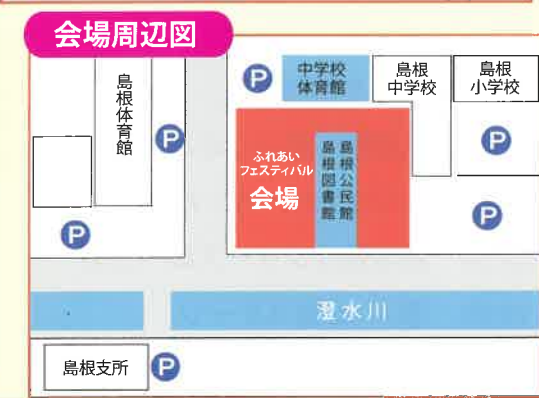 会場周辺図
島根体育館
P
P
P
中学校
体育館
島根
中学校
島根
小学校
P
P
ふれあい
フェスティバル
会場
島根公民館
島根図書館
澄水川
島根支所
P